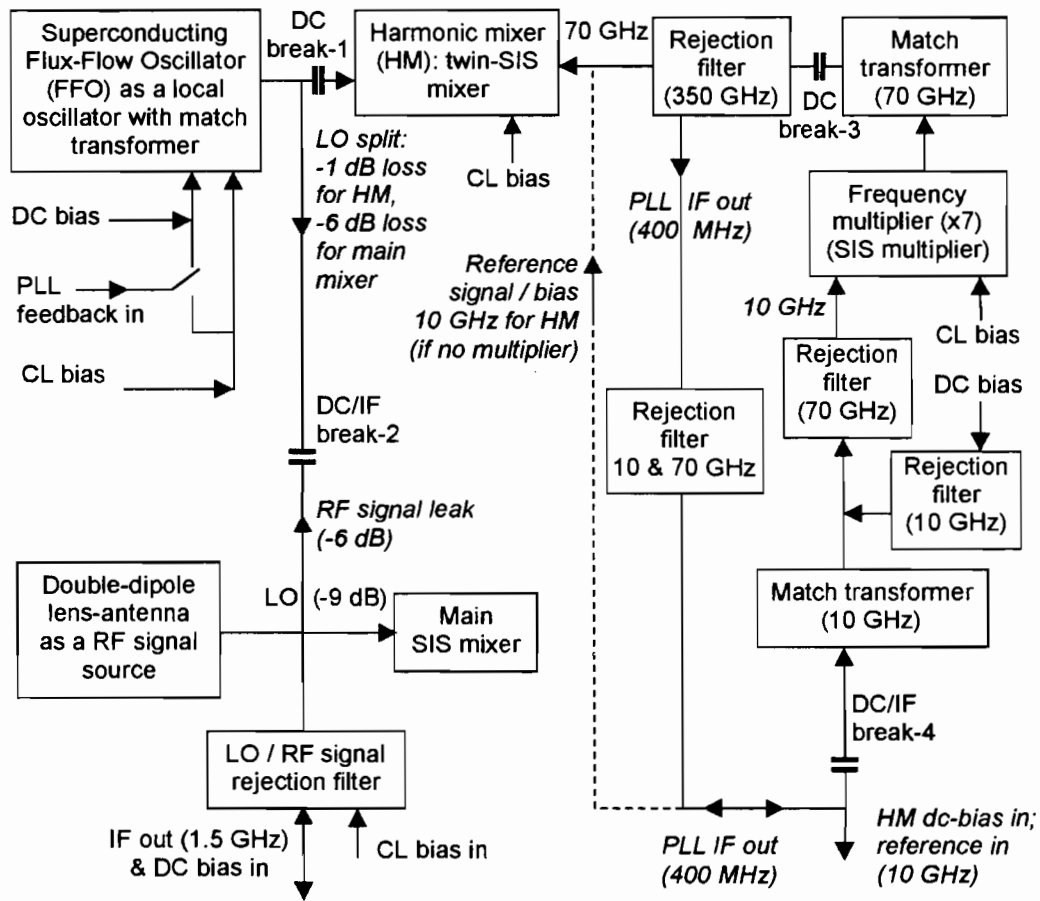 Superconducting
Flux-Flow Oscillator
(FFO) as a local
oscillator with match
transformer
DC
break-1
Harmonic mixer
(HM): twin-SIS
mixer
70 GHz
Rejection
filter
(350 GHz)
DC
break-3
Match
transformer
(70 GHz)
LO split:
-1 dB loss
for HM,
-6 dB loss
for main
mixer
CL bias
DC bias
PLL
feedback in
CL bias
PLL IF out
(400 MHz)
Reference
signal / bias
10 GHz for HM
(if no multiplier)
Frequency
multiplier (x7)
(SIS multiplier)
10 GHz
CL bias
Rejection
filter
(70 GHz)
DC bias
Rejection
filter
(10 GHz)
DC/IF
break-2
Rejection
filter
10 & 70 GHz
RF signal leak
(-6 dB)
Double-dipole
lens-antenna
as a RF signal
source
LO (-9 dB)
Main
SIS mixer
Match transformer
(10 GHz)
DC/IF
break-4
LO / RF signal
rejection filter
IF out (1.5 GHz)
& DC bias in
CL bias in
PLL IF out
(400 MHz)
HM dc-bias in;
reference in
(10 GHz)